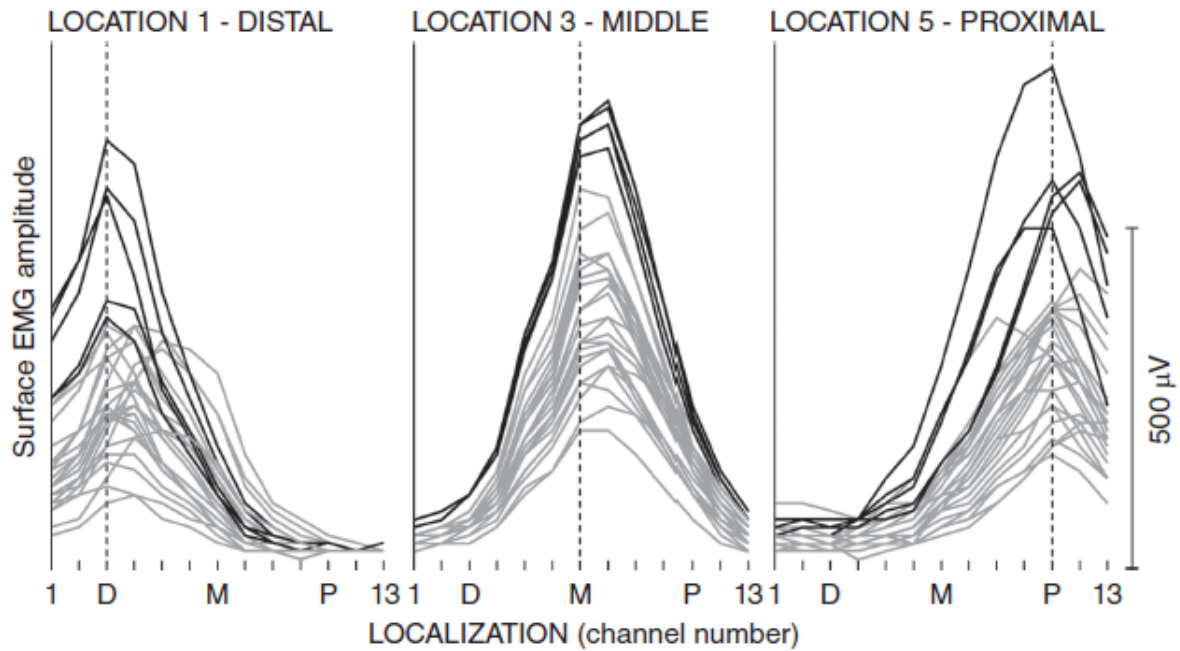 LOCATION 1 - DISTAL
LOCATION 3 - MIDDLE
LOCATION 5 - PROXIMAL
Surface EMG amplitude
500 μV
1 D M P 13
1 D M P 13
1 D M P 13
LOCALIZATION (channel number)